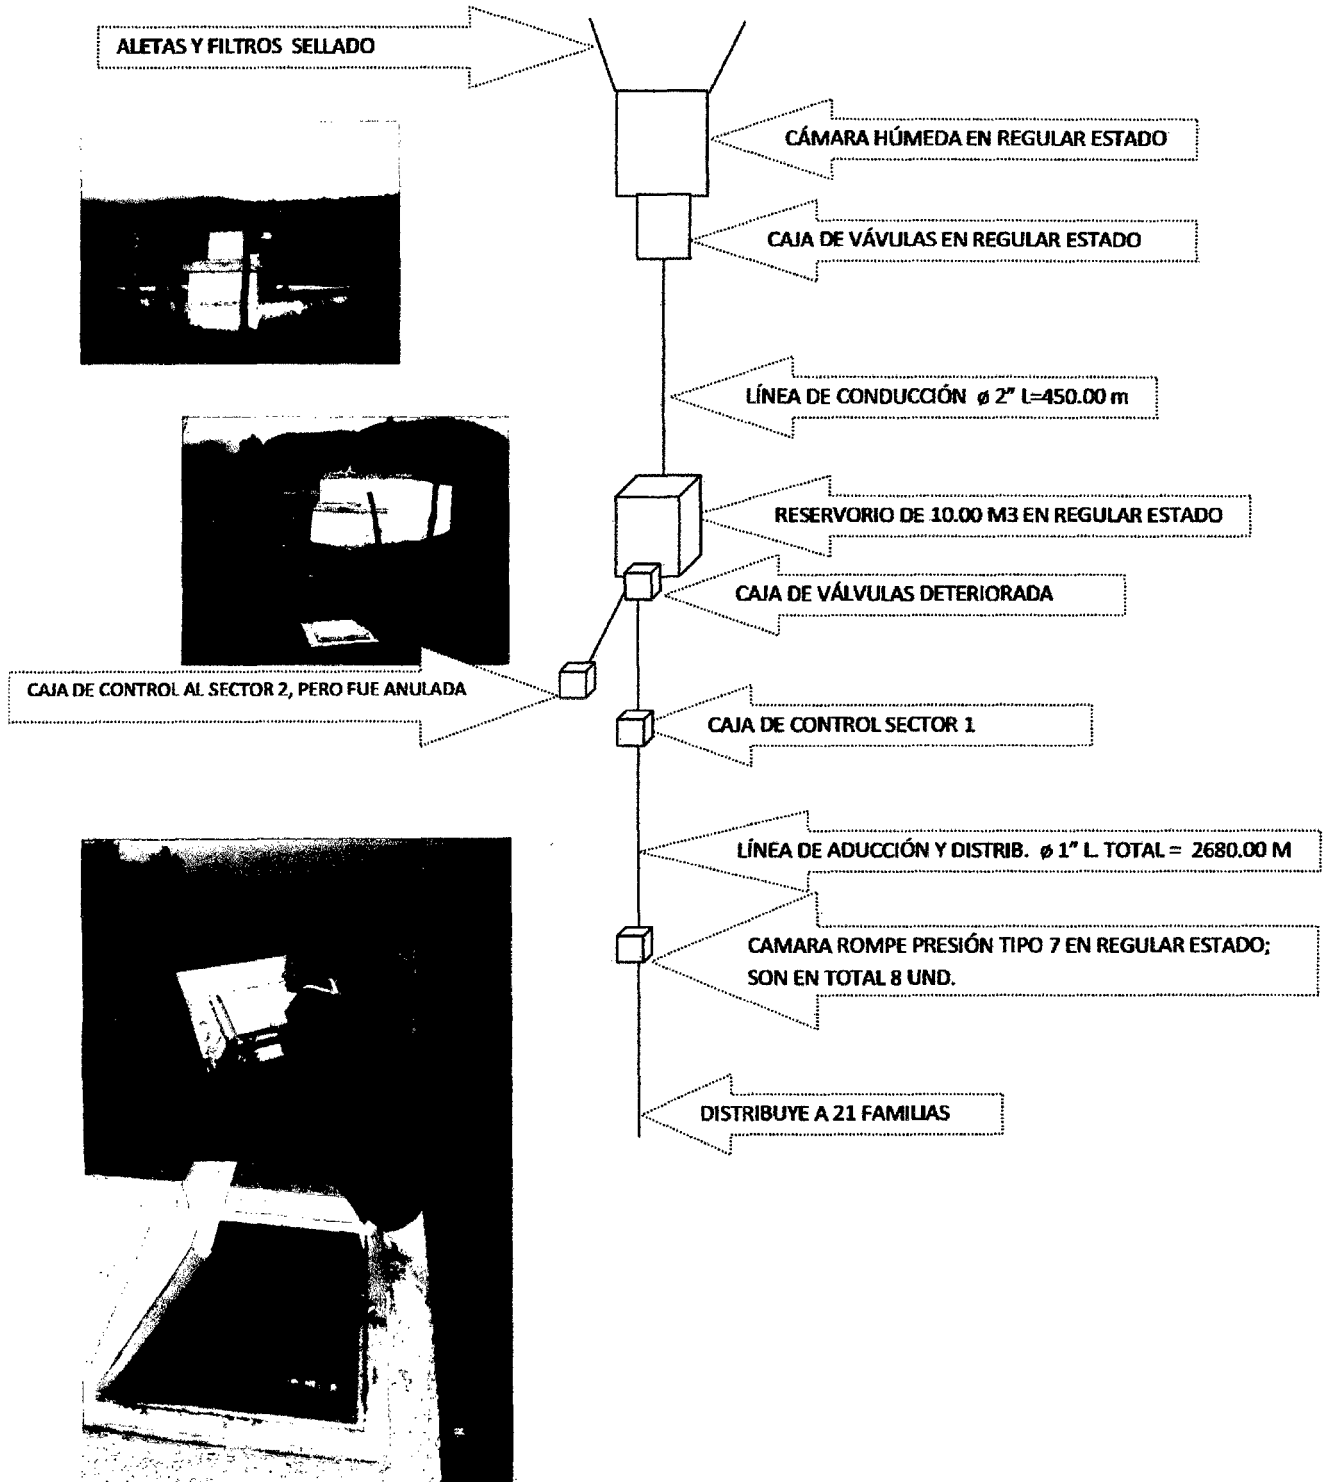 ALETAS Y FILTROS SELLADO
CÁMARA HÚMEDA EN REGULAR ESTADO
CAJA DE VÁVULAS EN REGULAR ESTADO
LÍNEA DE CONDUCCIÓN ø 2" L=450.00 m
RESERVORIO DE 10.00 M3 EN REGULAR ESTADO
CAJA DE VÁLVULAS DETERIORADA
CAJA DE CONTROL AL SECTOR 2, PERO FUE ANULADA
CAJA DE CONTROL SECTOR 1
LÍNEA DE ADUCCIÓN Y DISTRIB. ø 1" L. TOTAL = 2680.00 M
CAMARA ROMPE PRESIÓN TIPO 7 EN REGULAR ESTADO;
SON EN TOTAL 8 UND.
DISTRIBUYE A 21 FAMILIAS